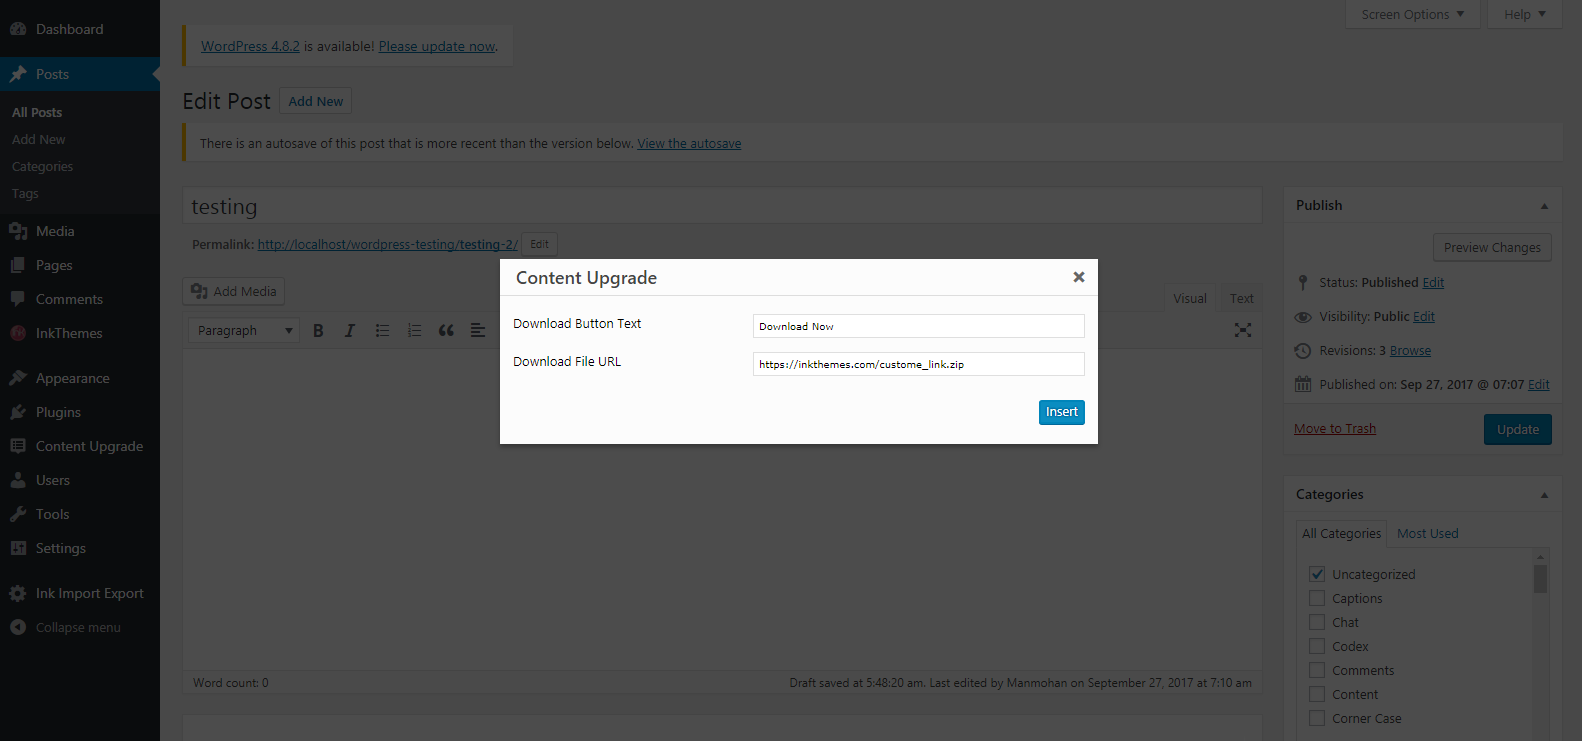 Dashboard
Posts
All Posts
Add New
Categories
Tags
Media
Pages
Comments
InkThemes
Appearance
Plugins
Content Upgrade
Users
Tools
Settings
Ink Import Export
Collapse menu
Screen Options
Help
WordPress 4.8.2 is available! Please update now.
Edit Post Add New
There is an autosave of this post that is more recent than the version below. View the autosave
testing
Permalink: http://localhost/wordpress-testing/testing-2/ Edit
Add Media
Visual Text
Paragraph
B I
Content Upgrade
Download Button Text
Download Now
Download File URL
https://inkthemes.com/custome_link.zip
Insert
Word count: 0
Draft saved at 5:48:20 am. Last edited by Manmohan on September 27, 2017 at 7:10 am
Publish
Preview Changes
Status: Published Edit
Visibility: Public Edit
Revisions: 3 Browse
Published on: Sep 27, 2017 @ 07:07 Edit
Move to Trash
Update
Categories
All Categories Most Used
Uncategorized
Captions
Chat
Codex
Comments
Content
Corner Case